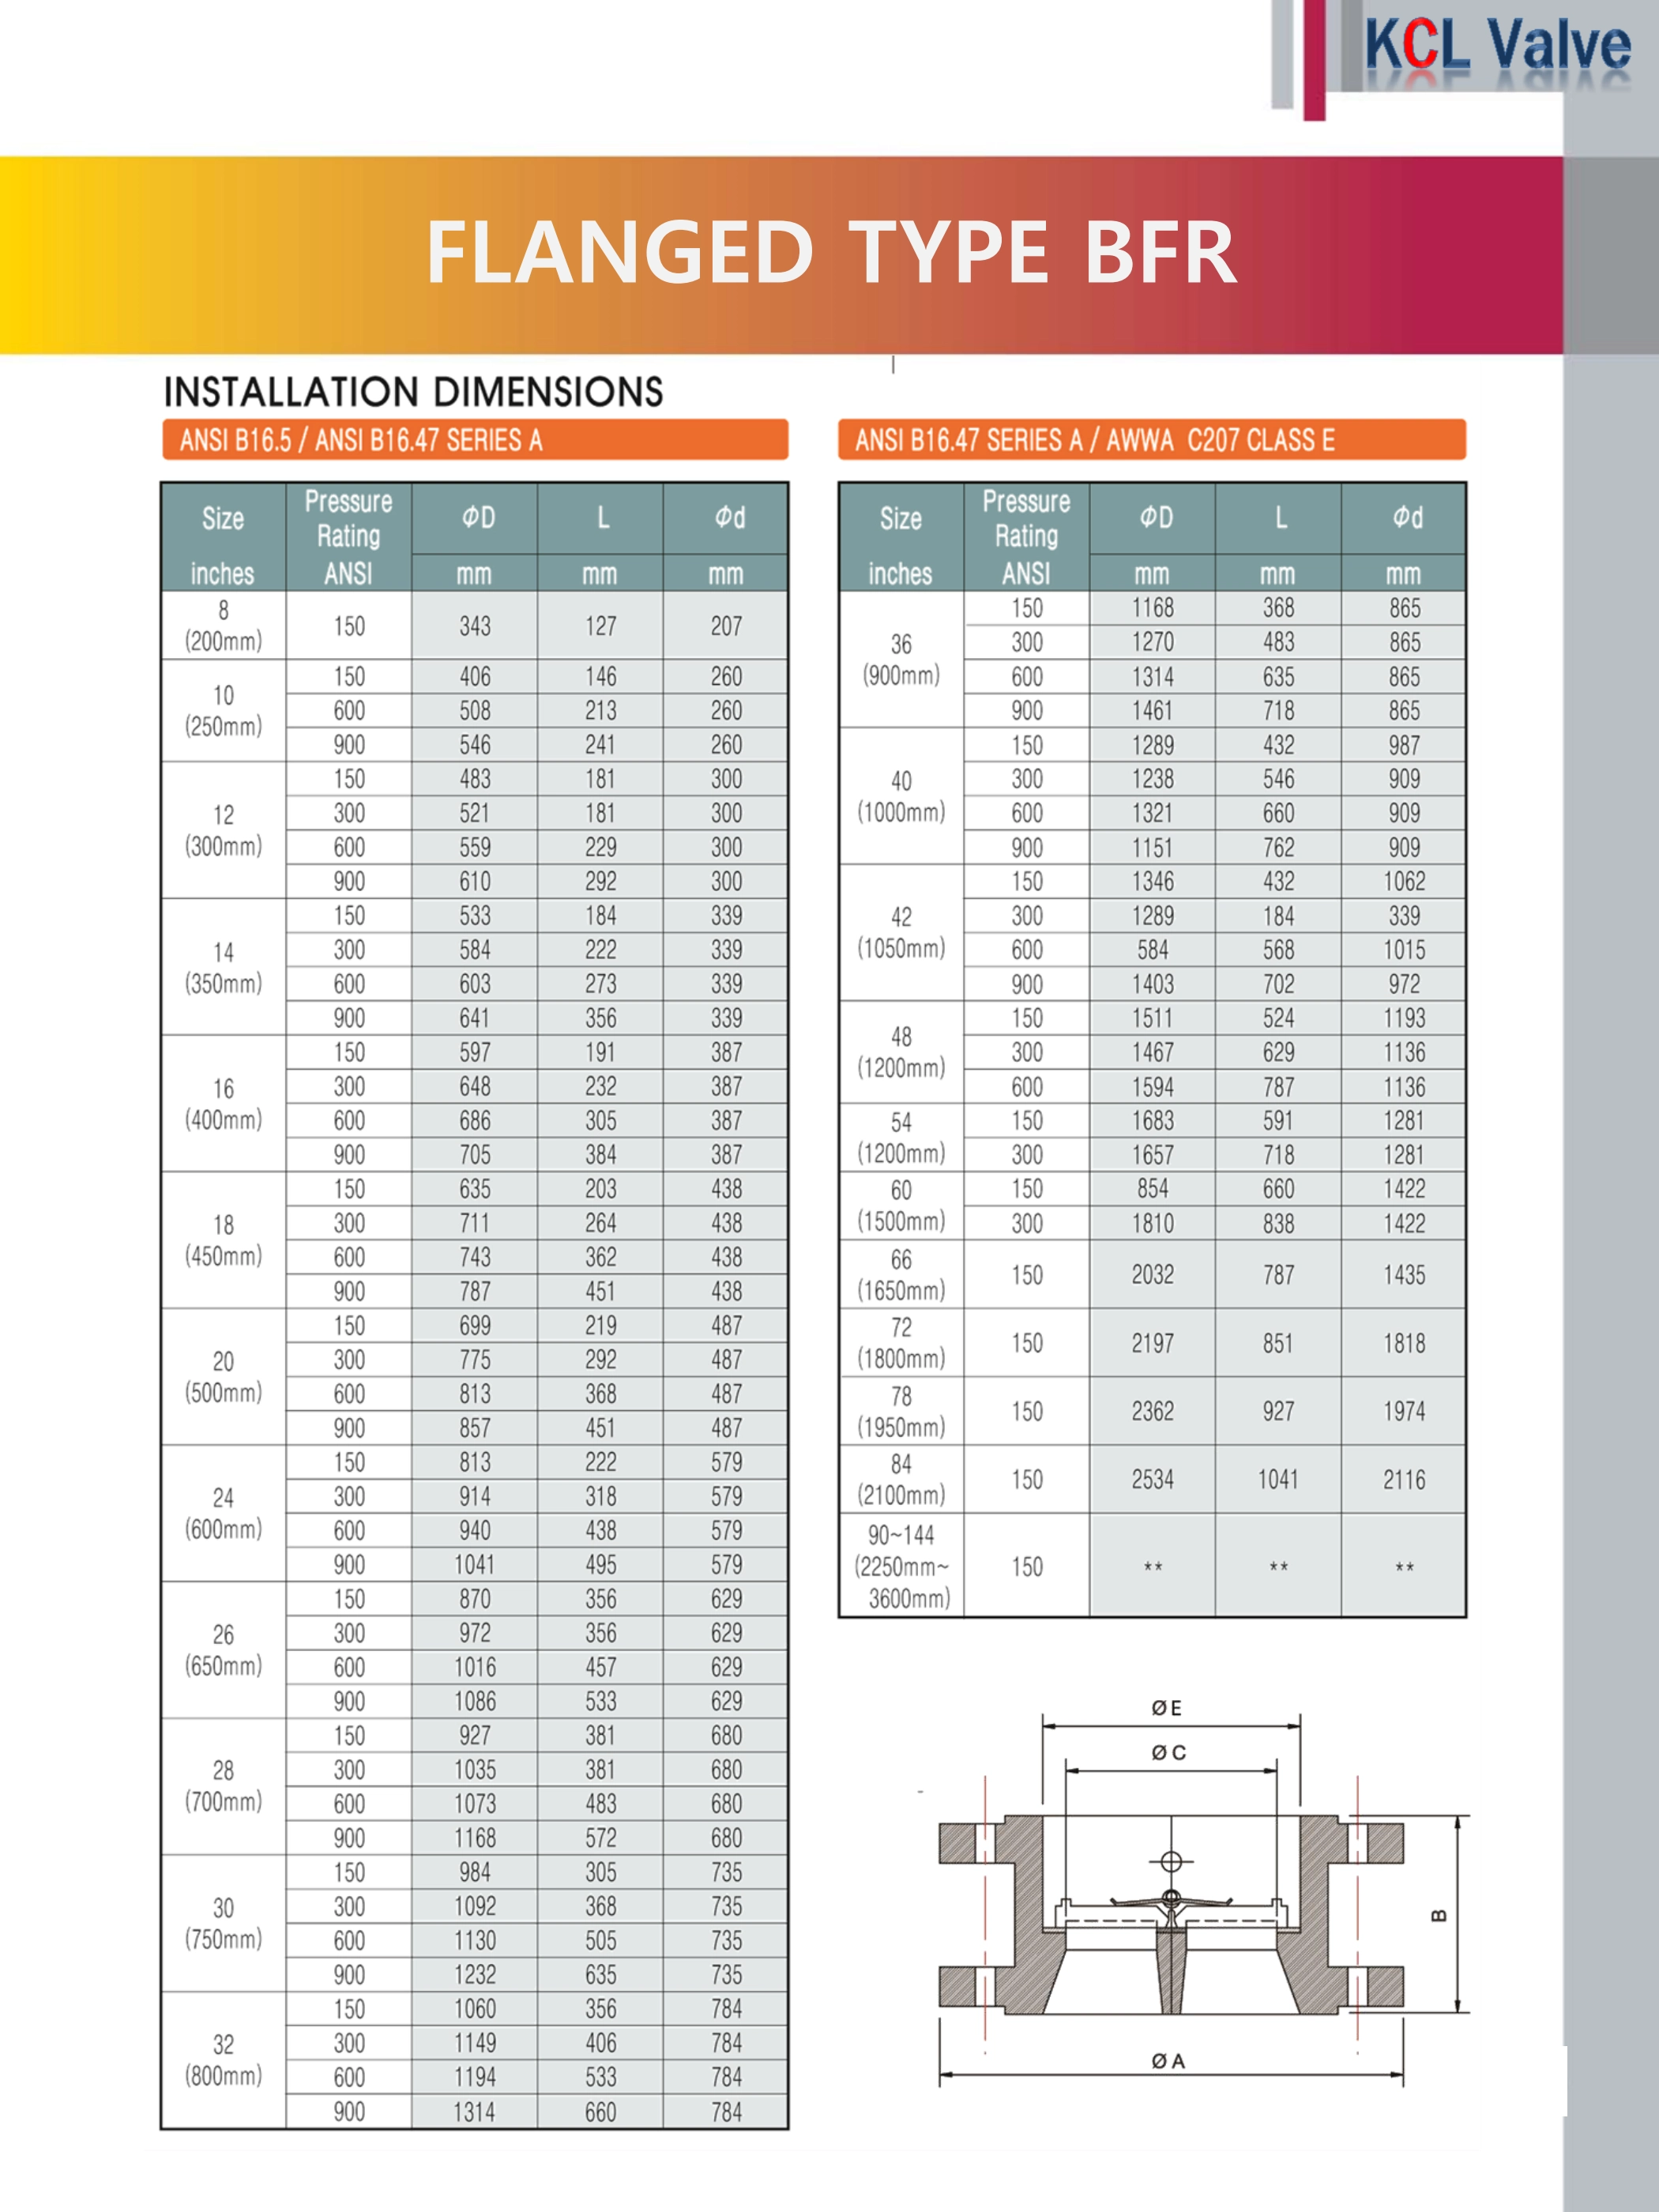 KCL Valve
FLANGED TYPE BFR
INSTALLATION DIMENSIONS
ANSI B16.5 / ANSI B16.47 SERIES A
Size inches Pressure Rating ANSI ΦD mm L mm Φd mm
8 (200mm) 150 343 127 207
10 (250mm) 150 406 146 260
600 508 213 260
900 546 241 260
12 (300mm) 150 483 181 300
300 521 181 300
600 559 229 300
900 610 292 300
14 (350mm) 150 533 184 339
300 584 222 339
600 603 273 339
900 641 356 339
16 (400mm) 150 597 191 387
300 648 232 387
600 686 305 387
900 705 384 387
18 (450mm) 150 635 203 438
300 711 264 438
600 743 362 438
900 787 451 438
20 (500mm) 150 699 219 487
300 775 292 487
600 813 368 487
900 857 451 487
24 (600mm) 150 813 222 579
300 914 318 579
600 940 438 579
900 1041 495 579
26 (650mm) 150 870 356 629
300 972 356 629
600 1016 457 629
900 1086 533 629
28 (700mm) 150 927 381 680
300 1035 381 680
600 1073 483 680
900 1168 572 680
30 (750mm) 150 984 305 735
300 1092 368 735
600 1130 505 735
900 1232 635 735
32 (800mm) 150 1060 356 784
300 1149 406 784
600 1194 533 784
900 1314 660 784
ANSI B16.47 SERIES A / AWWA C207 CLASS E
Size inches Pressure Rating ANSI ΦD mm L mm Φd mm
36 (900mm) 150 1168 368 865
300 1270 483 865
600 1314 635 865
900 1461 718 865
40 (1000mm) 150 1289 432 987
300 1238 546 909
600 1321 660 909
900 1151 762 909
42 (1050mm) 150 1346 432 1062
300 1289 184 339
600 584 568 1015
900 1403 702 972
48 (1200mm) 150 1511 524 1193
300 1467 629 1136
600 1594 787 1136
54 (1200mm) 150 1683 591 1281
300 1657 718 1281
60 (1500mm) 150 854 660 1422
300 1810 838 1422
66 (1650mm) 150 2032 787 1435
72 (1800mm) 150 2197 851 1818
78 (1950mm) 150 2362 927 1974
84 (2100mm) 150 2534 1041 2116
90~144 (2250mm~ 3600mm) 150 ** ** **
ØE
ØC
B
ØA